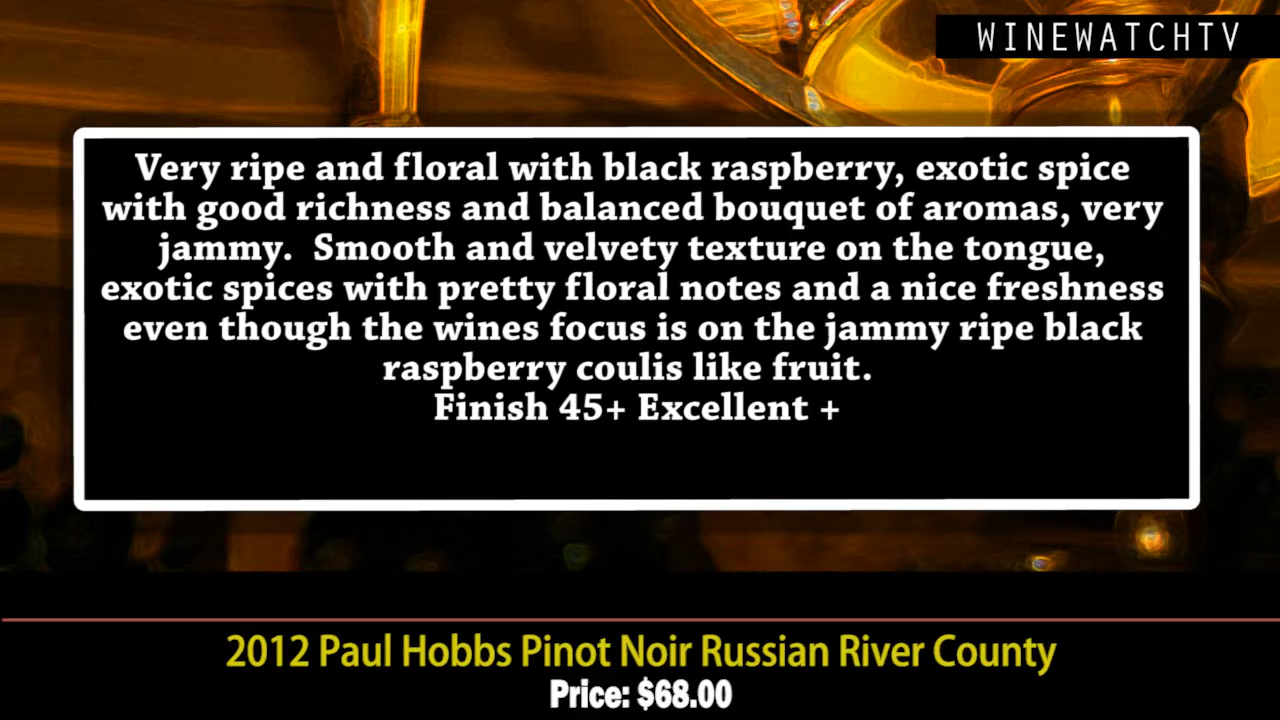 WINEWATCHTV
Very ripe and floral with black raspberry, exotic spice
with good richness and balanced bouquet of aromas, very
jammy.  Smooth and velvety texture on the tongue,
exotic spices with pretty floral notes and a nice freshness
even though the wines focus is on the jammy ripe black
raspberry coulis like fruit.
Finish 45+ Excellent +
2012 Paul Hobbs Pinot Noir Russian River County
Price: $68.00